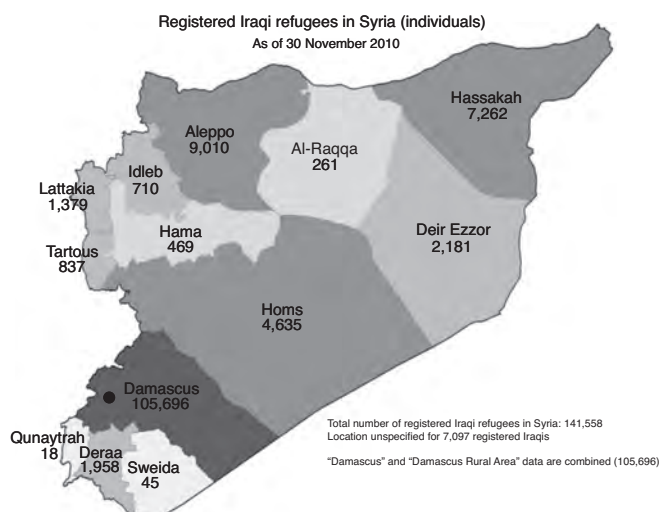 Registered Iraqi refugees in Syria (individuals)
As of 30 November 2010
Hassakah
7,262
Aleppo
9,010
Al-Raqqa
261
Idleb
710
Lattakia
1,379
Hama
469
Deir Ezzor
2,181
Tartous
837
Homs
4,635
Damascus
105,696
Total number of registered Iraqi refugees in Syria: 141,558
Location unspecified for 7,097 registered Iraqis
Qunaytrah
18
Deraa
1,958
Sweida
45
“Damascus” and “Damascus Rural Area” data are combined (105,696)